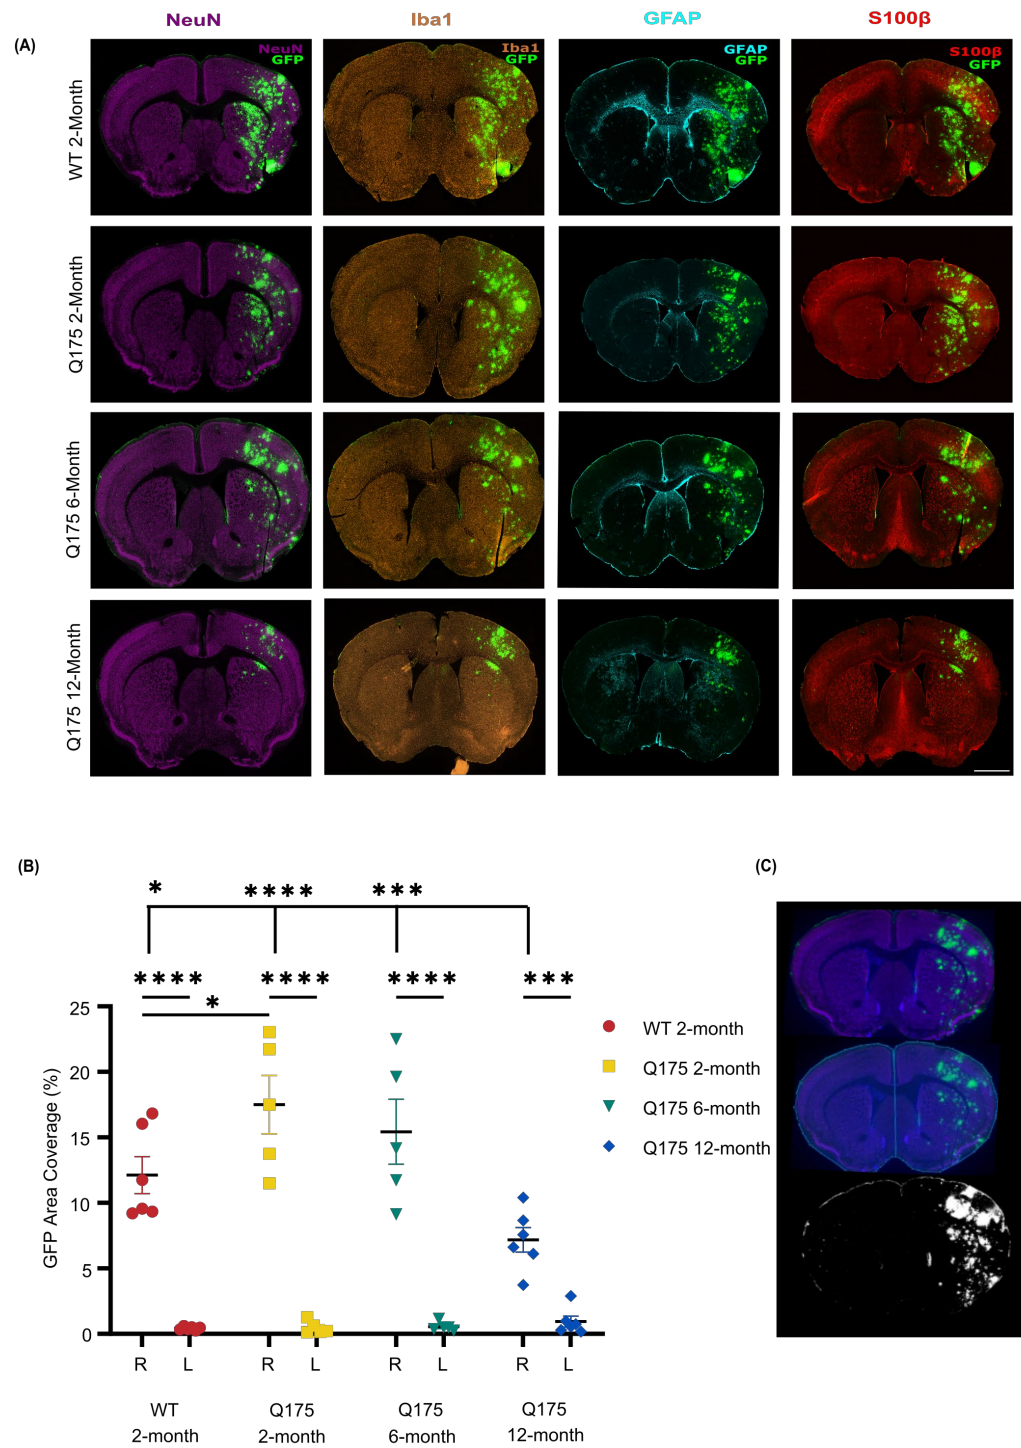 NeuN Iba1 GFAP S100β
(A)
NeuN
GFP
Iba1
GFP
GFAP
GFP
S100β
GFP
WT 2-Month
Q175 2-Month
Q175 6-Month
Q175 12-Month
(B)
(C)
* **** ***
**** **** **** ***
*
GFP Area Coverage (%)
25
20
15
10
5
0
WT 2-month
Q175 2-month
Q175 6-month
Q175 12-month
R L R L R L R L
WT Q175 Q175 Q175
2-month 2-month 6-month 12-month